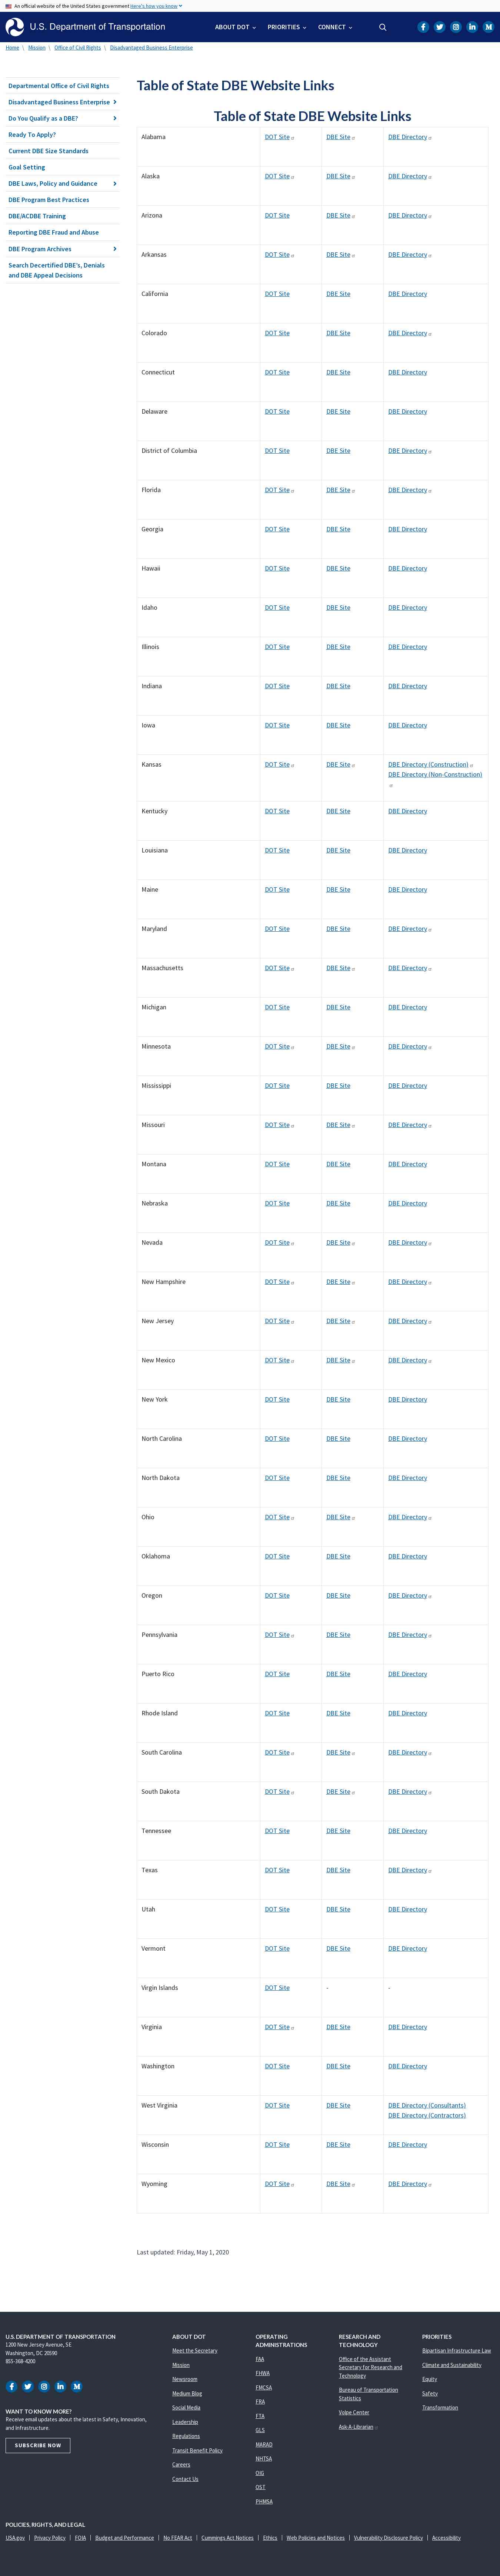 An official website of the United States government Here's how you know
U.S. Department of Transportation
ABOUT DOT
PRIORITIES
CONNECT
Home \ Mission \ Office of Civil Rights \ Disadvantaged Business Enterprise
Departmental Office of Civil Rights
Disadvantaged Business Enterprise
Do You Qualify as a DBE?
Ready To Apply?
Current DBE Size Standards
Goal Setting
DBE Laws, Policy and Guidance
DBE Program Best Practices
DBE/ACDBE Training
Reporting DBE Fraud and Abuse
DBE Program Archives
Search Decertified DBE's, Denials
and DBE Appeal Decisions
Table of State DBE Website Links
Table of State DBE Website Links
Alabama DOT Site DBE Site DBE Directory
Alaska DOT Site DBE Site DBE Directory
Arizona DOT Site DBE Site DBE Directory
Arkansas DOT Site DBE Site DBE Directory
California DOT Site DBE Site DBE Directory
Colorado DOT Site DBE Site DBE Directory
Connecticut DOT Site DBE Site DBE Directory
Delaware DOT Site DBE Site DBE Directory
District of Columbia DOT Site DBE Site DBE Directory
Florida DOT Site DBE Site DBE Directory
Georgia DOT Site DBE Site DBE Directory
Hawaii DOT Site DBE Site DBE Directory
Idaho DOT Site DBE Site DBE Directory
Illinois DOT Site DBE Site DBE Directory
Indiana DOT Site DBE Site DBE Directory
Iowa DOT Site DBE Site DBE Directory
Kansas DOT Site DBE Site DBE Directory (Construction)
DBE Directory (Non-Construction)
Kentucky DOT Site DBE Site DBE Directory
Louisiana DOT Site DBE Site DBE Directory
Maine DOT Site DBE Site DBE Directory
Maryland DOT Site DBE Site DBE Directory
Massachusetts DOT Site DBE Site DBE Directory
Michigan DOT Site DBE Site DBE Directory
Minnesota DOT Site DBE Site DBE Directory
Mississippi DOT Site DBE Site DBE Directory
Missouri DOT Site DBE Site DBE Directory
Montana DOT Site DBE Site DBE Directory
Nebraska DOT Site DBE Site DBE Directory
Nevada DOT Site DBE Site DBE Directory
New Hampshire DOT Site DBE Site DBE Directory
New Jersey DOT Site DBE Site DBE Directory
New Mexico DOT Site DBE Site DBE Directory
New York DOT Site DBE Site DBE Directory
North Carolina DOT Site DBE Site DBE Directory
North Dakota DOT Site DBE Site DBE Directory
Ohio DOT Site DBE Site DBE Directory
Oklahoma DOT Site DBE Site DBE Directory
Oregon DOT Site DBE Site DBE Directory
Pennsylvania DOT Site DBE Site DBE Directory
Puerto Rico DOT Site DBE Site DBE Directory
Rhode Island DOT Site DBE Site DBE Directory
South Carolina DOT Site DBE Site DBE Directory
South Dakota DOT Site DBE Site DBE Directory
Tennessee DOT Site DBE Site DBE Directory
Texas DOT Site DBE Site DBE Directory
Utah DOT Site DBE Site DBE Directory
Vermont DOT Site DBE Site DBE Directory
Virgin Islands DOT Site - -
Virginia DOT Site DBE Site DBE Directory
Washington DOT Site DBE Site DBE Directory
West Virginia DOT Site DBE Site DBE Directory (Consultants)
DBE Directory (Contractors)
Wisconsin DOT Site DBE Site DBE Directory
Wyoming DOT Site DBE Site DBE Directory
Last updated: Friday, May 1, 2020
U.S. DEPARTMENT OF TRANSPORTATION
1200 New Jersey Avenue, SE
Washington, DC 20590
855-368-4200
WANT TO KNOW MORE?
Receive email updates about the latest in Safety, Innovation,
and Infrastructure.
SUBSCRIBE NOW
ABOUT DOT
Meet the Secretary
Mission
Newsroom
Medium Blog
Social Media
Leadership
Regulations
Transit Benefit Policy
Careers
Contact Us
OPERATING
ADMINISTRATIONS
FAA
FHWA
FMCSA
FRA
FTA
GLS
MARAD
NHTSA
OIG
OST
PHMSA
RESEARCH AND
TECHNOLOGY
Office of the Assistant
Secretary for Research and
Technology
Bureau of Transportation
Statistics
Volpe Center
Ask-A-Librarian
PRIORITIES
Bipartisan Infrastructure Law
Climate and Sustainability
Equity
Safety
Transformation
POLICIES, RIGHTS, AND LEGAL
USA.gov | Privacy Policy | FOIA | Budget and Performance | No FEAR Act | Cummings Act Notices | Ethics | Web Policies and Notices | Vulnerability Disclosure Policy | Accessibility